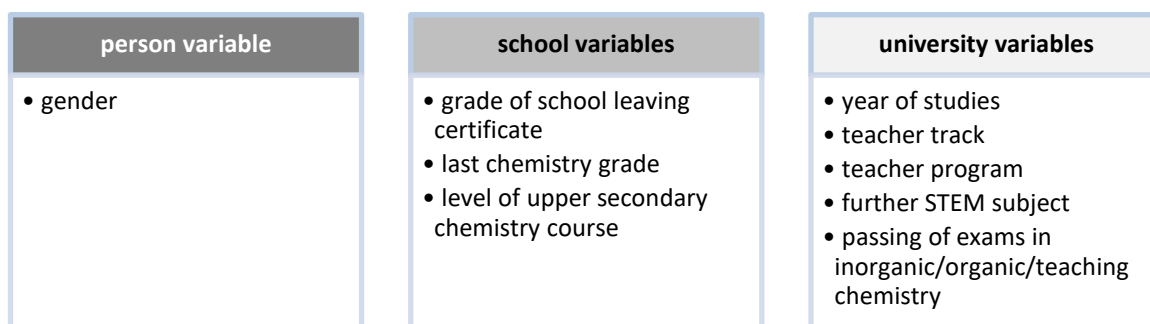 person variable
• gender
school variables
• grade of school leaving
certificate
• last chemistry grade
• level of upper secondary
chemistry course
university variables
• year of studies
• teacher track
• teacher program
• further STEM subject
• passing of exams in
inorganic/organic/teaching
chemistry